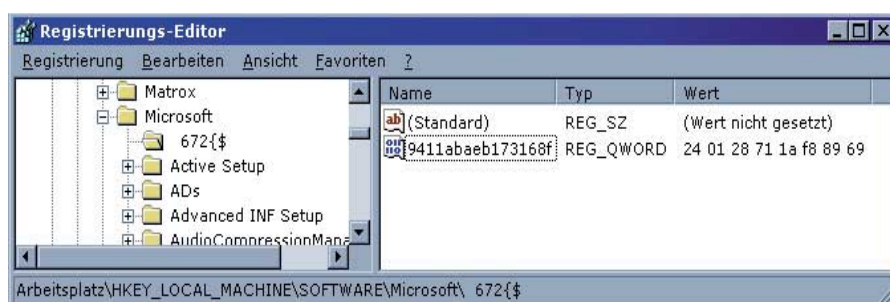 Registrierungs-Editor
Registrierung Bearbeiten Ansicht Favoriten ?
Matrox
Microsoft
672{$
Active Setup
ADs
Advanced INF Setup
AudioCompressionMana
Name Typ Wert
(Standard) REG_SZ (Wert nicht gesetzt)
9411abaeb173168f REG_QWORD 24 01 28 71 1a f8 89 69
Arbeitsplatz\HKEY_LOCAL_MACHINE\SOFTWARE\Microsoft\ 672{$